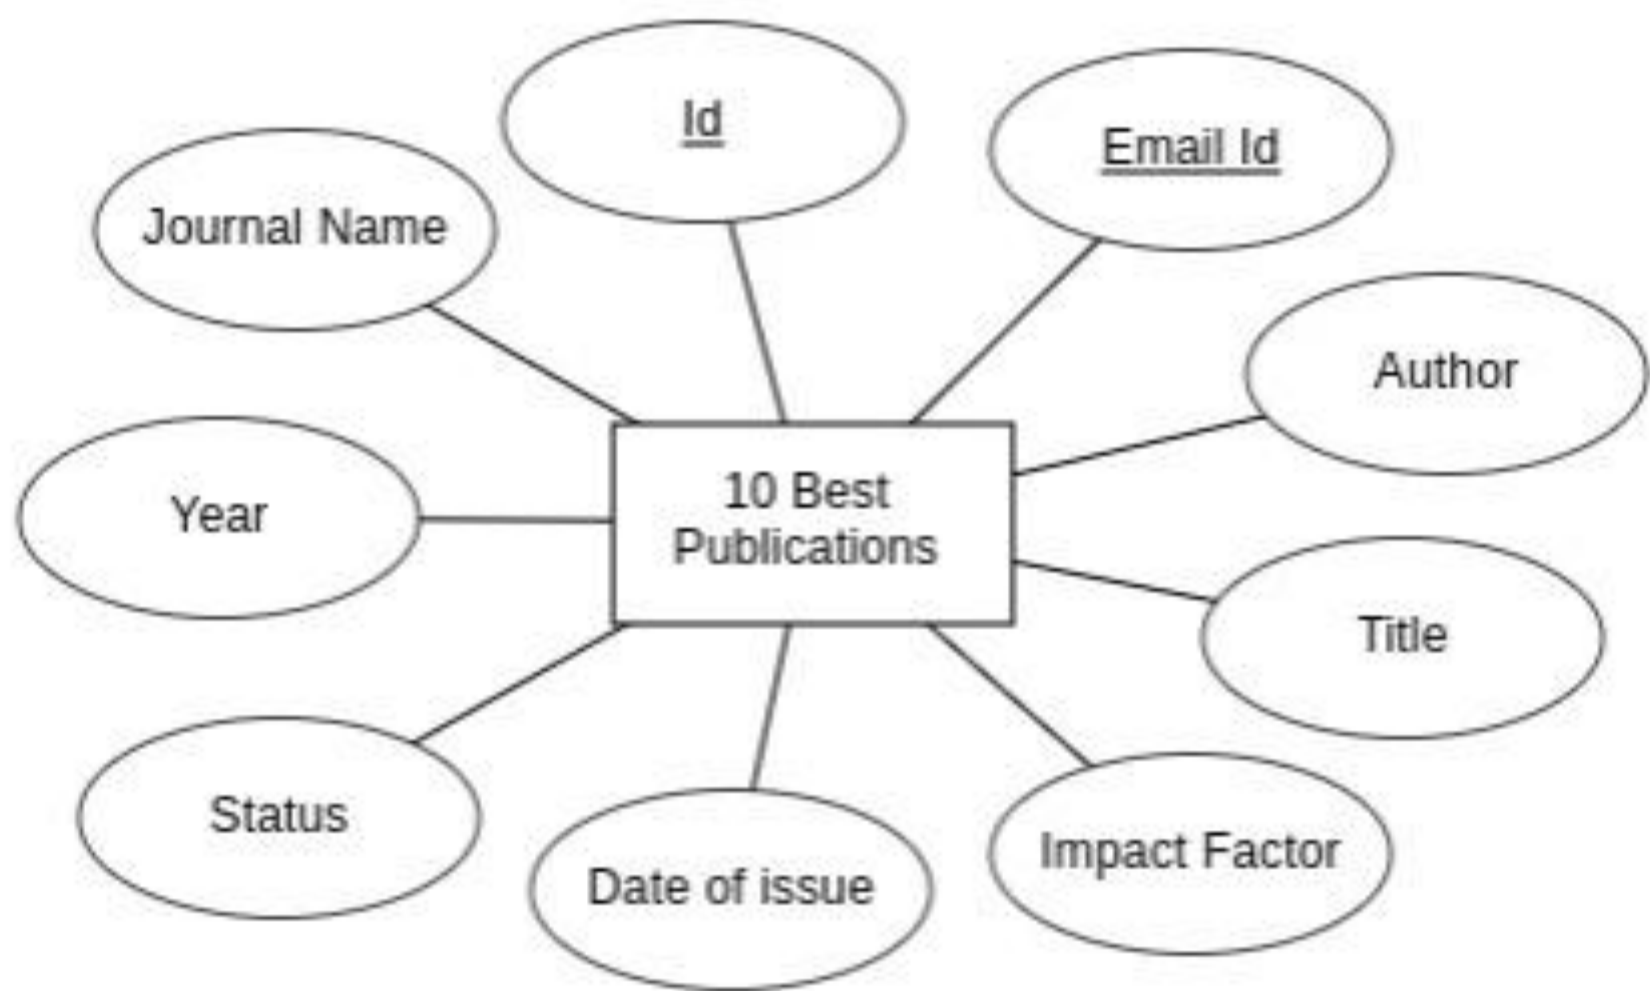 Id
Email Id
Journal Name
Author
Year
10 Best
Publications
Title
Status
Date of issue
Impact Factor